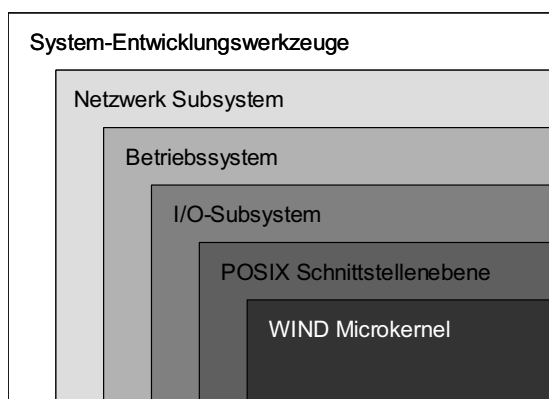 System-Entwicklungswerkzeuge
Netzwerk Subsystem
Betriebssystem
I/O-Subsystem
POSIX Schnittstellenebene
WIND Microkernel